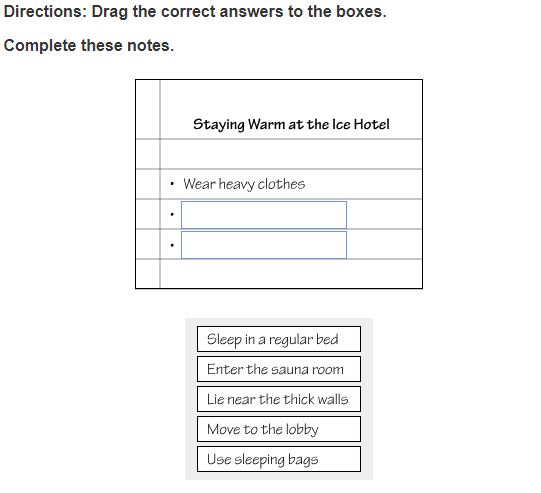 Directions: Drag the correct answers to the boxes.
Complete these notes.
Staying Warm at the Ice Hotel
• Wear heavy clothes
•
•
Sleep in a regular bed
Enter the sauna room
Lie near the thick walls
Move to the lobby
Use sleeping bags